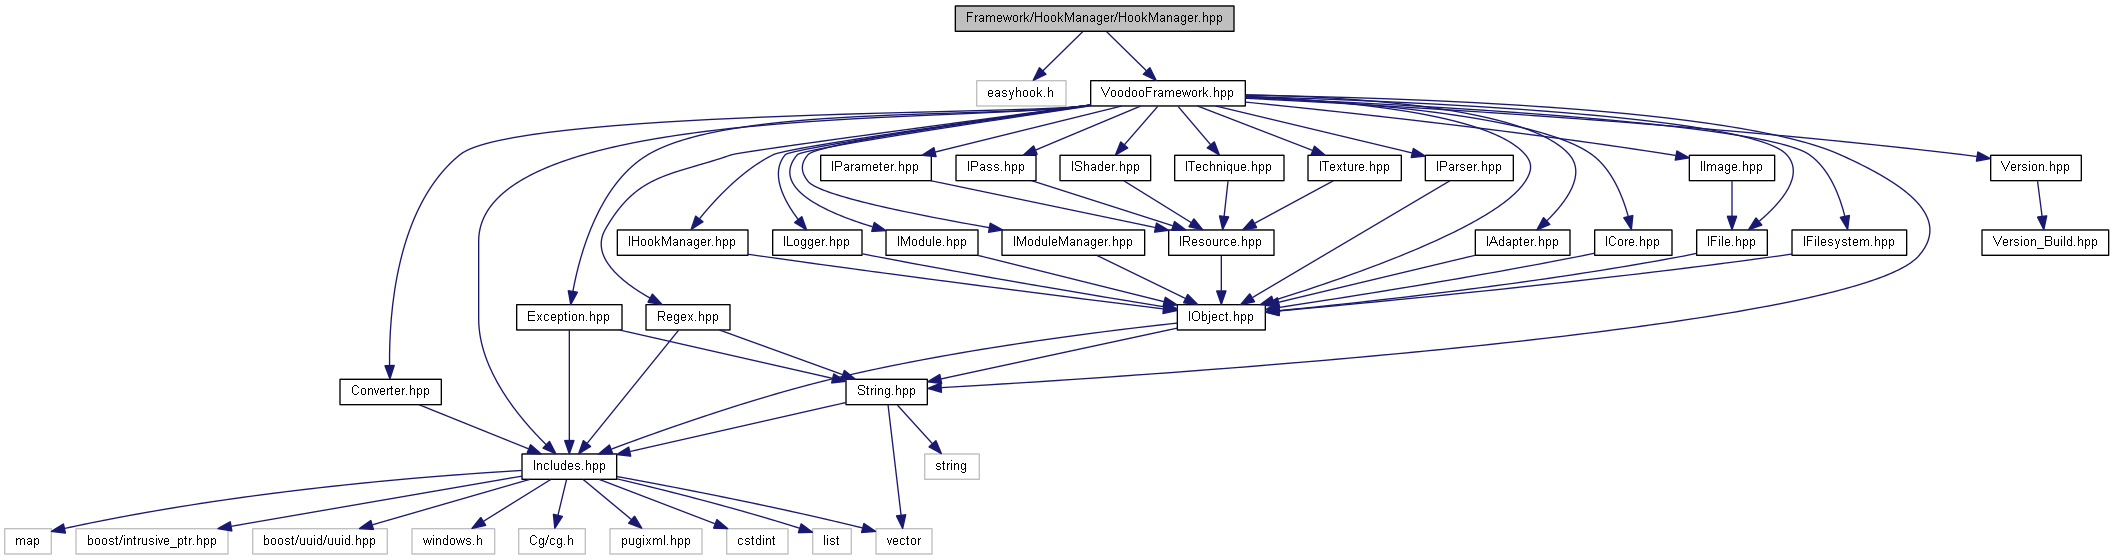 Framework/HookManager/HookManager.hpp
easyhook.h
VoodooFramework.hpp
IParameter.hpp
IPass.hpp
IShader.hpp
ITechnique.hpp
ITexture.hpp
IParser.hpp
IImage.hpp
Version.hpp
IHookManager.hpp
ILogger.hpp
IModule.hpp
IModuleManager.hpp
IResource.hpp
IAdapter.hpp
ICore.hpp
IFile.hpp
IFilesystem.hpp
Version_Build.hpp
Exception.hpp
Regex.hpp
IObject.hpp
Converter.hpp
String.hpp
Includes.hpp
string
map
boost/intrusive_ptr.hpp
boost/uuid/uuid.hpp
windows.h
Cg/cg.h
pugixml.hpp
cstdint
list
vector